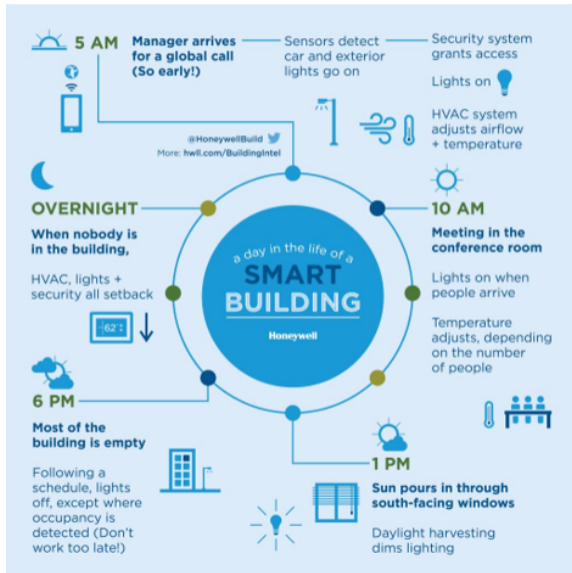 5 AM
Manager arrives
for a global call
(So early!)
Sensors detect
car and exterior
lights go on
Security system
grants access
Lights on
HVAC system
adjusts airflow
+ temperature
@HoneywellBuild
More: hwll.com/BuildingIntel
10 AM
Meeting in the
conference room
Lights on when
people arrive
Temperature
adjusts, depending
on the number
of people
1 PM
Sun pours in through
south-facing windows
Daylight harvesting
dims lighting
6 PM
Most of the
building is empty
Following a
schedule, lights
off, except where
occupancy is
detected (Don't
work too late!)
OVERNIGHT
When nobody is
in the building,
HVAC, lights +
security all setback
62°
a day in the life of a
SMART
BUILDING
Honeywell